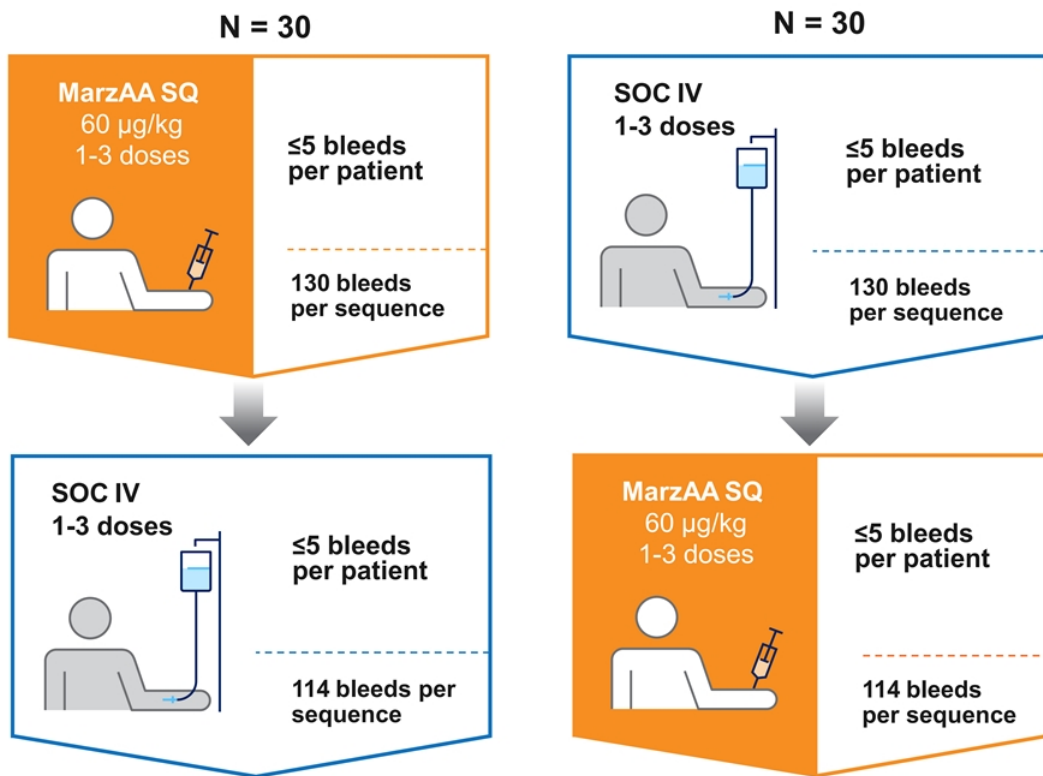 N = 30
MarzAA SQ
60 µg/kg
1-3 doses
≤5 bleeds
per patient
130 bleeds
per sequence
N = 30
SOC IV
1-3 doses
≤5 bleeds
per patient
130 bleeds
per sequence
SOC IV
1-3 doses
≤5 bleeds
per patient
114 bleeds per
sequence
MarzAA SQ
60 µg/kg
1-3 doses
≤5 bleeds
per patient
114 bleeds
per sequence